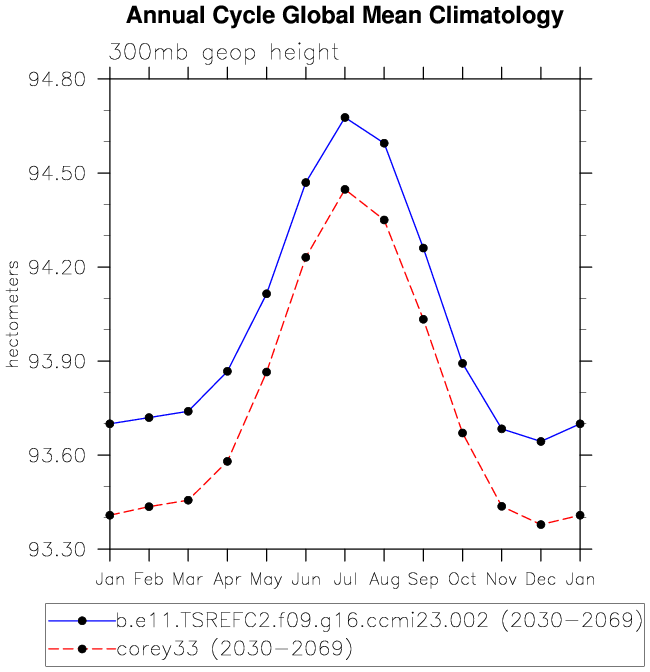 Annual Cycle Global Mean Climatology
300mb geop height
94.80
94.50
94.20
93.90
93.60
93.30
hectometers
Jan Feb Mar Apr May Jun Jul Aug Sep Oct Nov Dec Jan
b.e11.TSREFC2.f09.g16.ccmi23.002 (2030-2069)
corey33 (2030-2069)